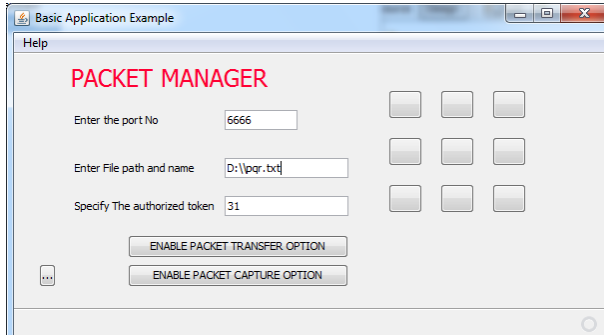 Basic Application Example
Help
PACKET MANAGER
Enter the port No 6666
Enter File path and name D:\\pqr.txt
Specify The authorized token 31
ENABLE PACKET TRANSFER OPTION
... ENABLE PACKET CAPTURE OPTION